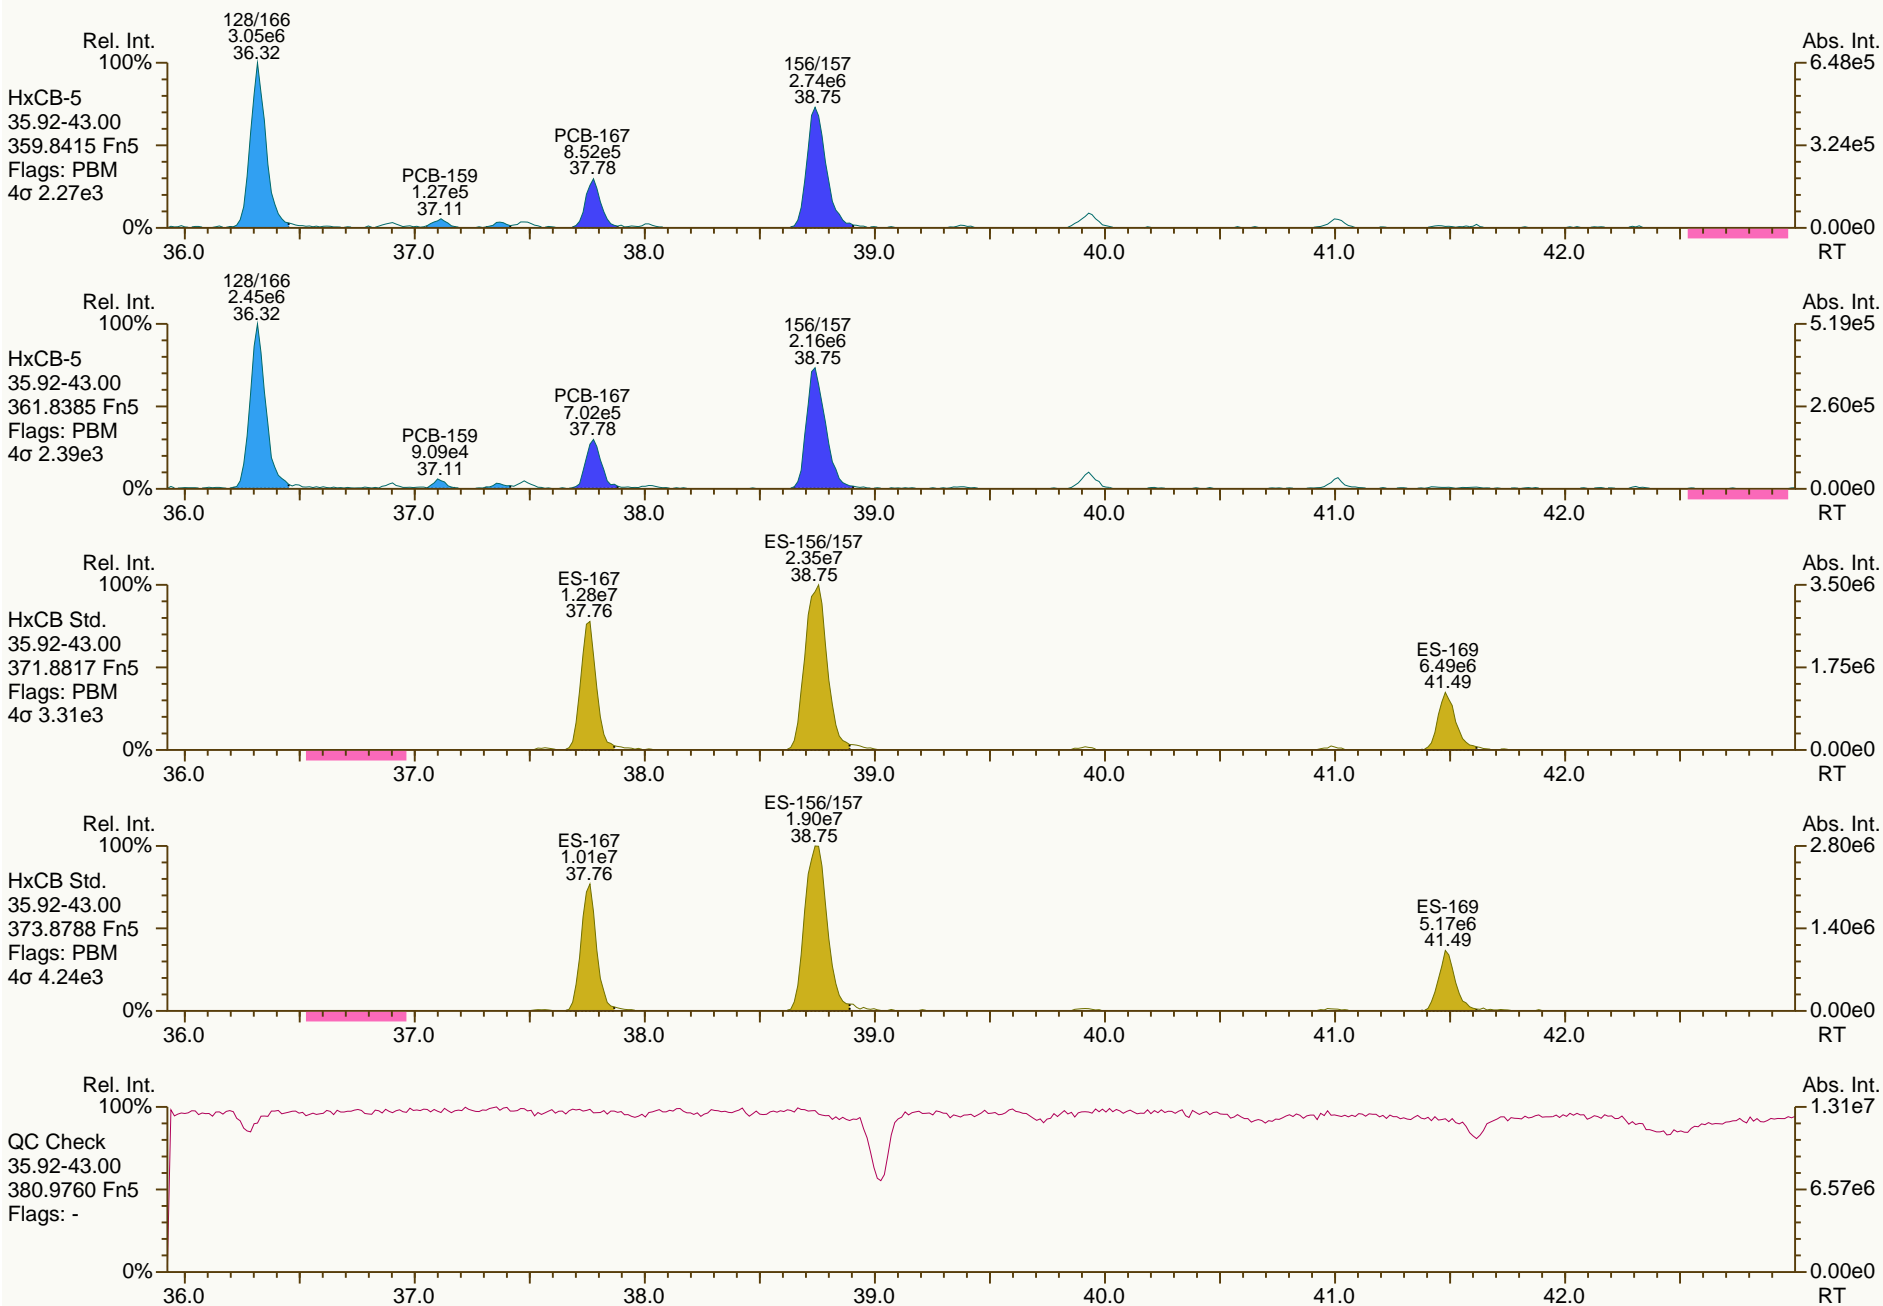 128/166
3.05e6
36.32
Rel. Int.
100%
0%
HxCB-5
35.92-43.00
359.8415 Fn5
Flags: PBM
4σ 2.27e3
PCB-159
1.27e5
37.11
PCB-167
8.52e5
37.78
156/157
2.74e6
38.75
Abs. Int.
6.48e5
3.24e5
0.00e0
36.0 37.0 38.0 39.0 40.0 41.0 42.0 RT
128/166
2.45e6
36.32
Rel. Int.
100%
0%
HxCB-5
35.92-43.00
361.8385 Fn5
Flags: PBM
4σ 2.39e3
PCB-159
9.09e4
37.11
PCB-167
7.02e5
37.78
156/157
2.16e6
38.75
Abs. Int.
5.19e5
2.60e5
0.00e0
36.0 37.0 38.0 39.0 40.0 41.0 42.0 RT
Rel. Int.
100%
0%
HxCB Std.
35.92-43.00
371.8817 Fn5
Flags: PBM
4σ 3.31e3
ES-167
1.28e7
37.76
ES-156/157
2.35e7
38.75
ES-169
6.49e6
41.49
Abs. Int.
3.50e6
1.75e6
0.00e0
36.0 37.0 38.0 39.0 40.0 41.0 42.0 RT
Rel. Int.
100%
0%
HxCB Std.
35.92-43.00
373.8788 Fn5
Flags: PBM
4σ 4.24e3
ES-167
1.01e7
37.76
ES-156/157
1.90e7
38.75
ES-169
5.17e6
41.49
Abs. Int.
2.80e6
1.40e6
0.00e0
36.0 37.0 38.0 39.0 40.0 41.0 42.0 RT
Rel. Int.
100%
0%
QC Check
35.92-43.00
380.9760 Fn5
Flags: -
Abs. Int.
1.31e7
6.57e6
0.00e0
36.0 37.0 38.0 39.0 40.0 41.0 42.0 RT